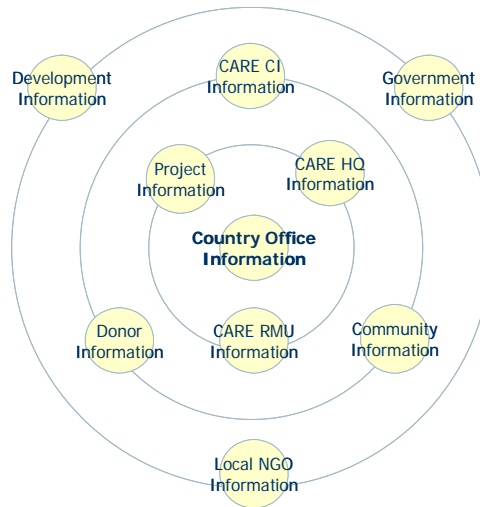 Development
Information
CARE CI
Information
Government
Information
Project
Information
CARE HQ
Information
Country Office
Information
Donor
Information
CARE RMU
Information
Community
Information
Local NGO
Information